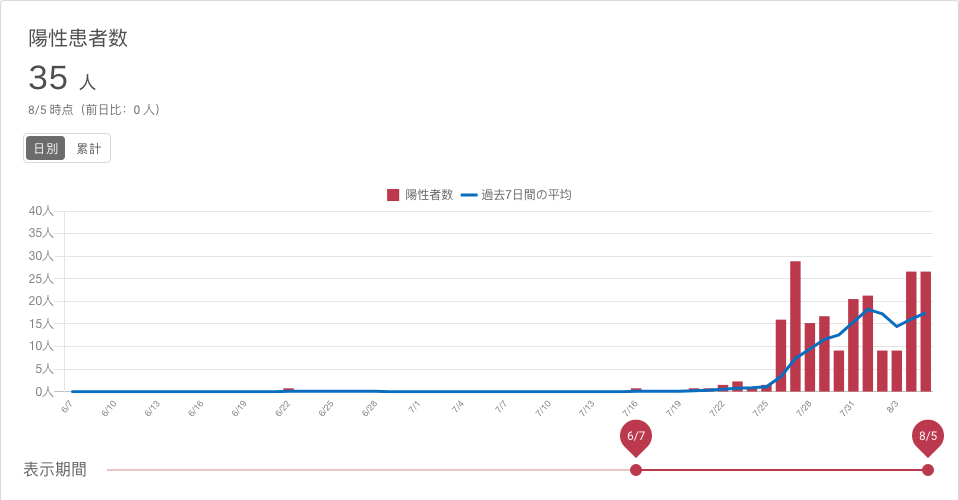 陽性患者数
35 人
8/5 時点（前日比：0 人）
日別 累計
陽性者数 過去7日間の平均
40人
35人
30人
25人
20人
15人
10人
5人
0人
6/7 6/10 6/13 6/16 6/19 6/22 6/25 6/28 7/1 7/4 7/7 7/10 7/13 7/16 7/19 7/22 7/25 7/28 7/31 8/3
6/7 8/5
表示期間